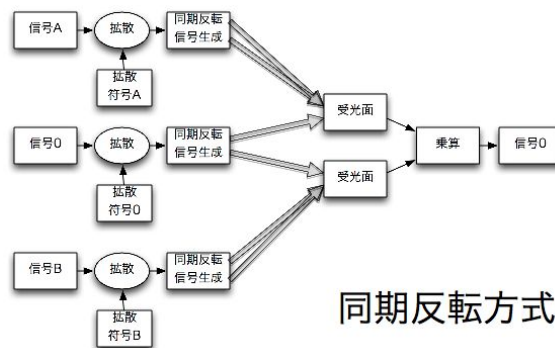 信号A
拡散
同期反転
信号生成
拡散
符号A
受光面
信号0
拡散
同期反転
信号生成
乗算
信号0
拡散
符号0
受光面
信号B
拡散
同期反転
信号生成
拡散
符号B
同期反転方式